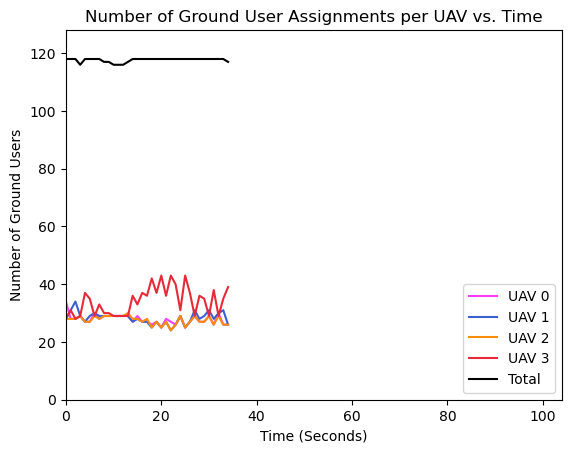 Number of Ground User Assignments per UAV vs. Time
120
100
80
60
40
20
0
Number of Ground Users
0 20 40 60 80 100
Time (Seconds)
UAV 0
UAV 1
UAV 2
UAV 3
Total